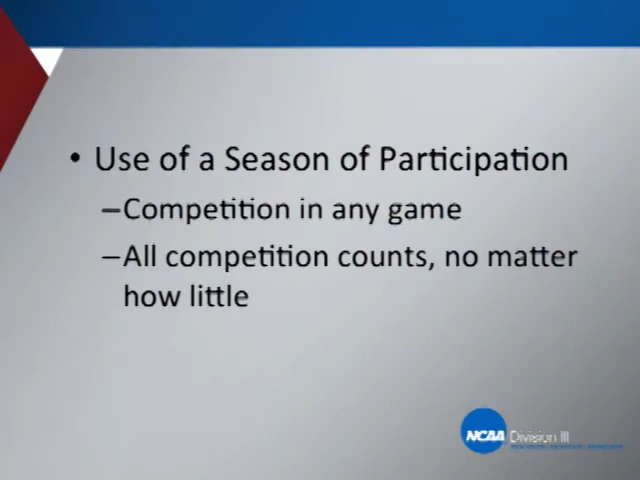 • Use of a Season of Participation
–Competition in any game
–All competition counts, no matter
how little
NCAA Division III